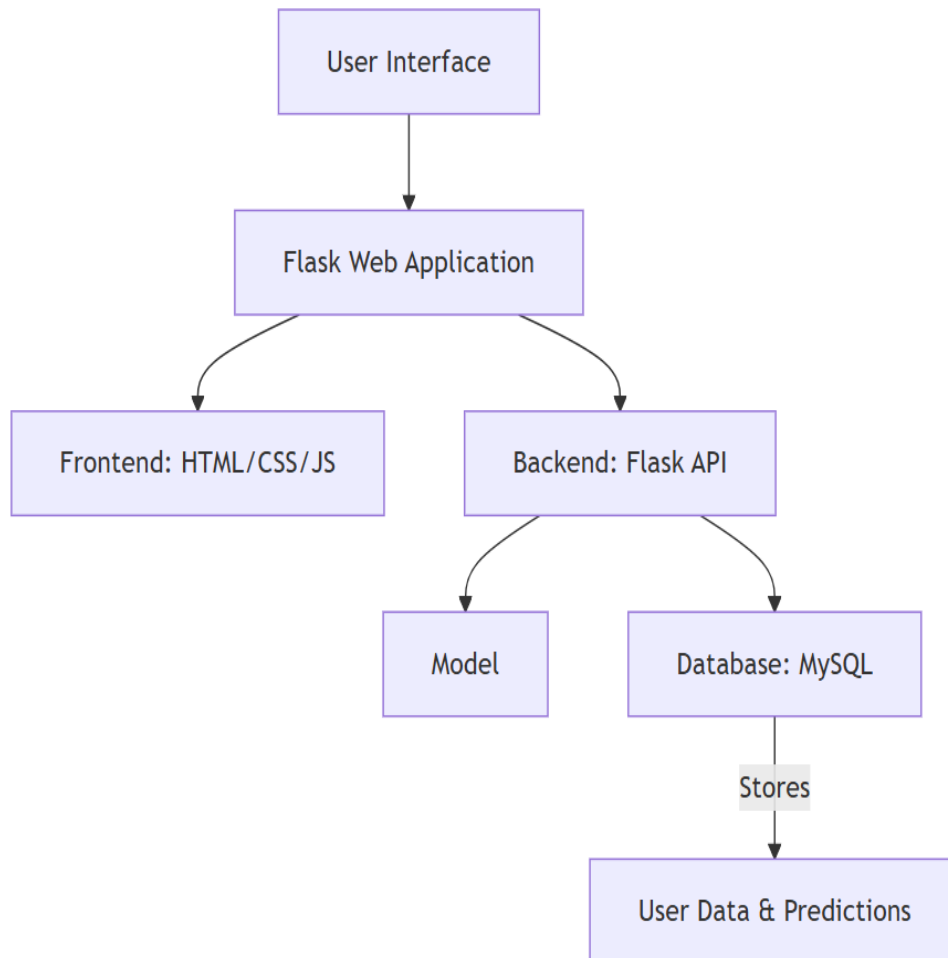 User Interface
Flask Web Application
Frontend: HTML/CSS/JS
Backend: Flask API
Model
Database: MySQL
Stores
User Data & Predictions